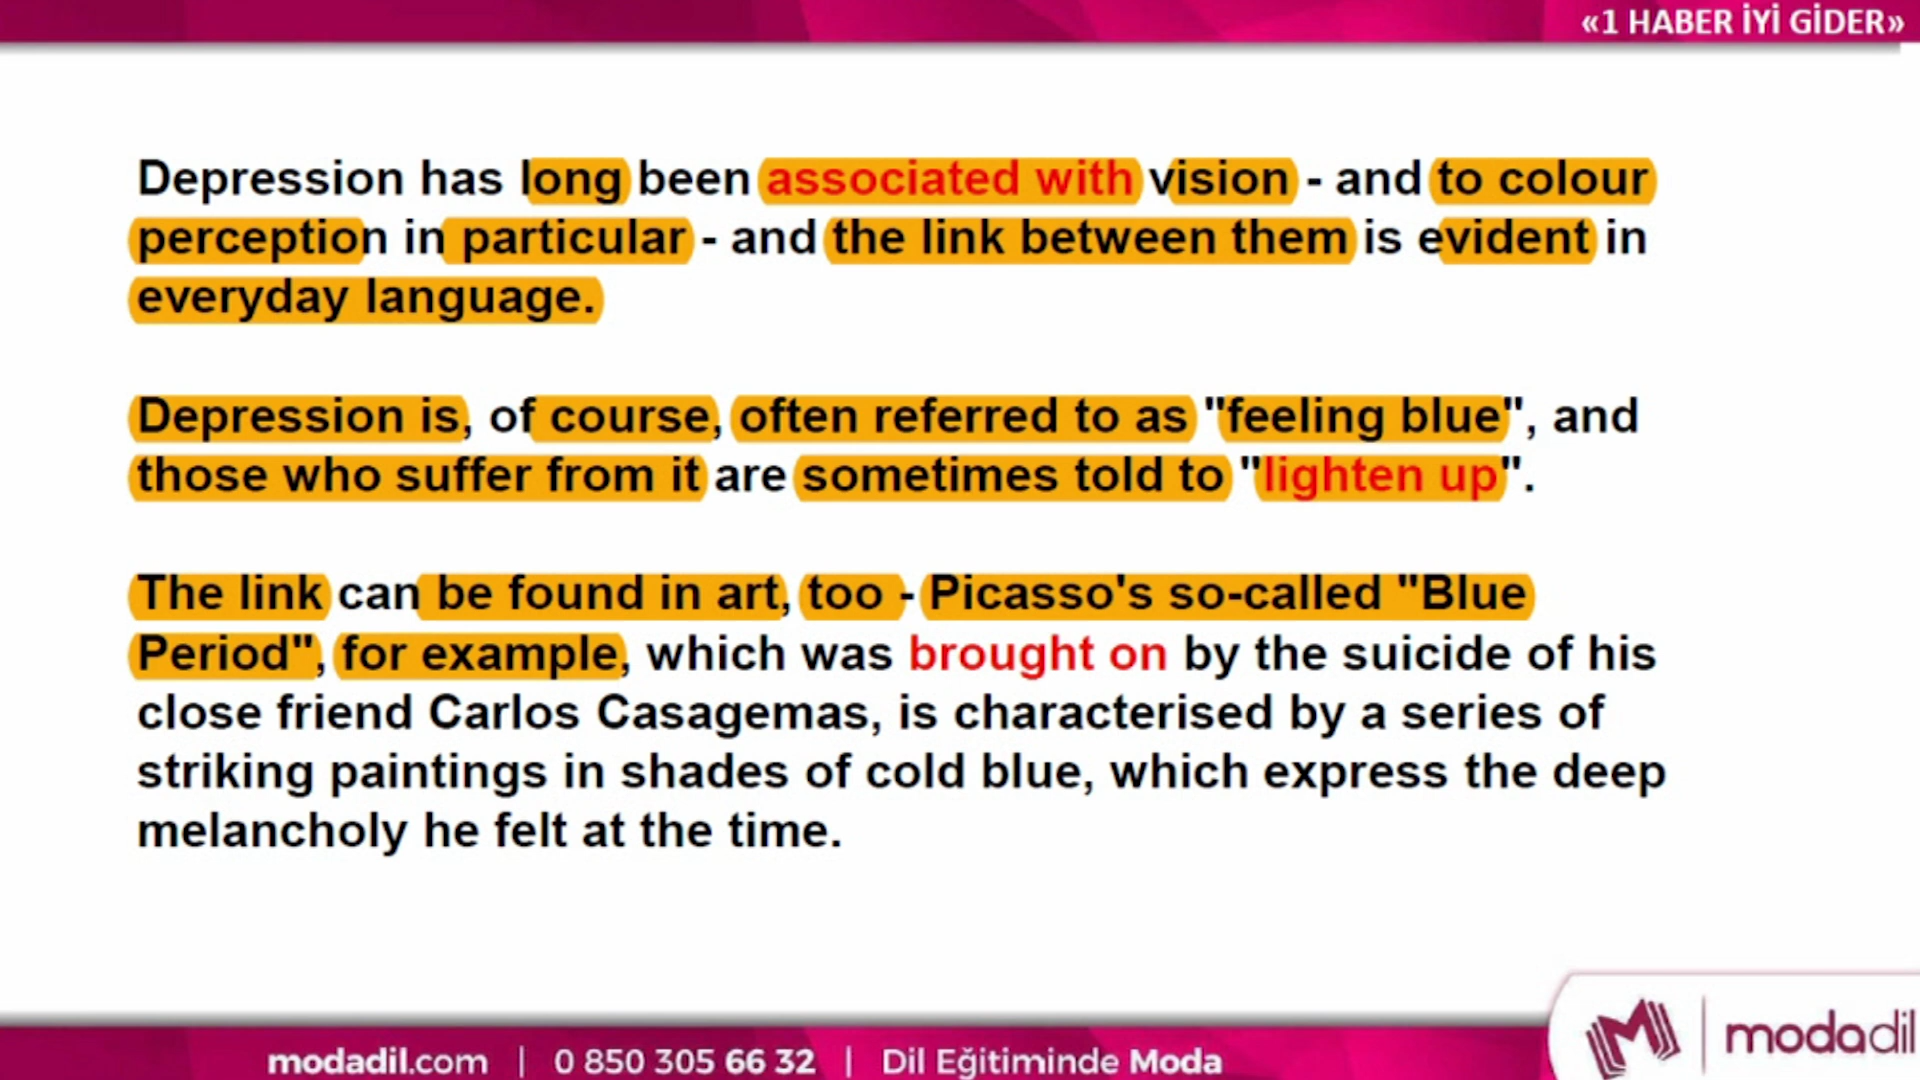 «1 HABER İYİ GİDER»
Depression has long been associated with vision - and to colour
perception in particular - and the link between them is evident in
everyday language.
Depression is, of course, often referred to as "feeling blue", and
those who suffer from it are sometimes told to "lighten up".
The link can be found in art, too - Picasso's so-called "Blue
Period", for example, which was brought on by the suicide of his
close friend Carlos Casagemas, is characterised by a series of
striking paintings in shades of cold blue, which express the deep
melancholy he felt at the time.
modadil.com | 0 850 305 66 32 | Dil Eğitiminde Moda
modadil